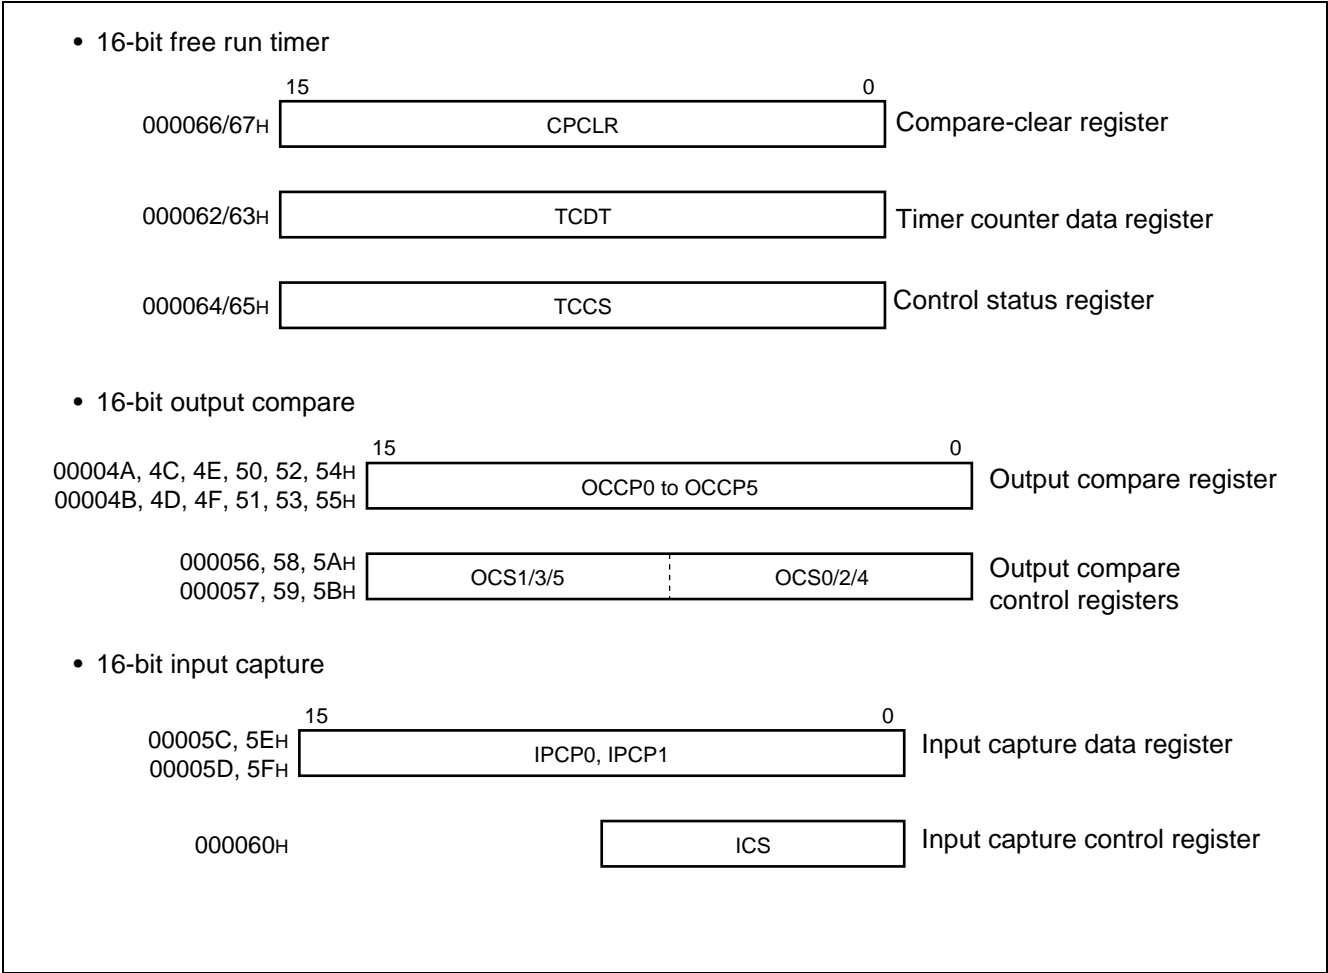 • 16-bit free run timer
15 0
000066/67H CPCLR Compare-clear register
000062/63H TCDT Timer counter data register
000064/65H TCCS Control status register
• 16-bit output compare
15 0
00004A, 4C, 4E, 50, 52, 54H
00004B, 4D, 4F, 51, 53, 55H
OCCP0 to OCCP5
Output compare register
000056, 58, 5AH
000057, 59, 5BH
OCS1/3/5 OCS0/2/4
Output compare
control registers
• 16-bit input capture
15 0
00005C, 5EH
00005D, 5FH
IPCP0, IPCP1
Input capture data register
000060H ICS Input capture control register